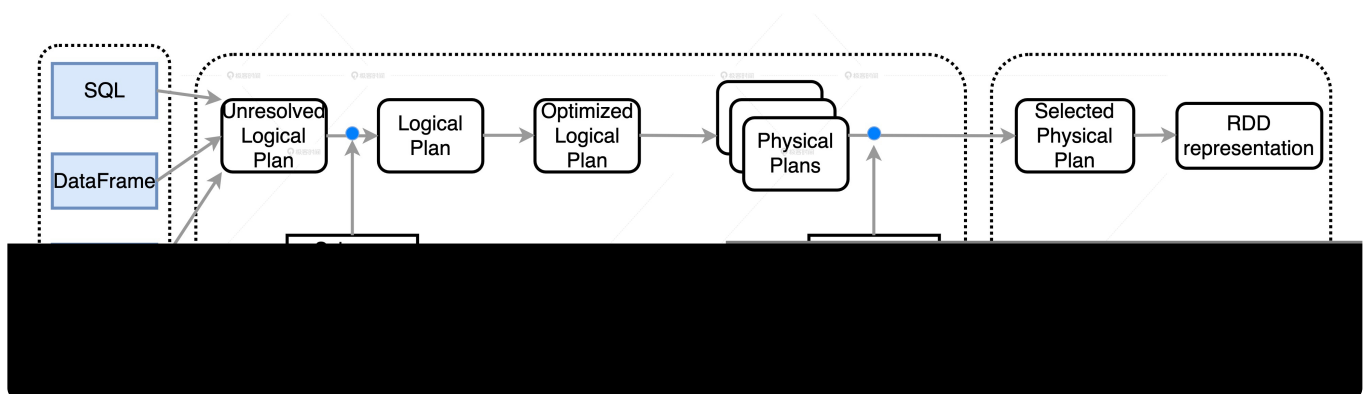 SQL
DataFrame
Unresolved
Logical
Plan
Logical
Plan
Optimized
Logical
Plan
Physical
Plans
Selected
Physical
Plan
RDD
representation